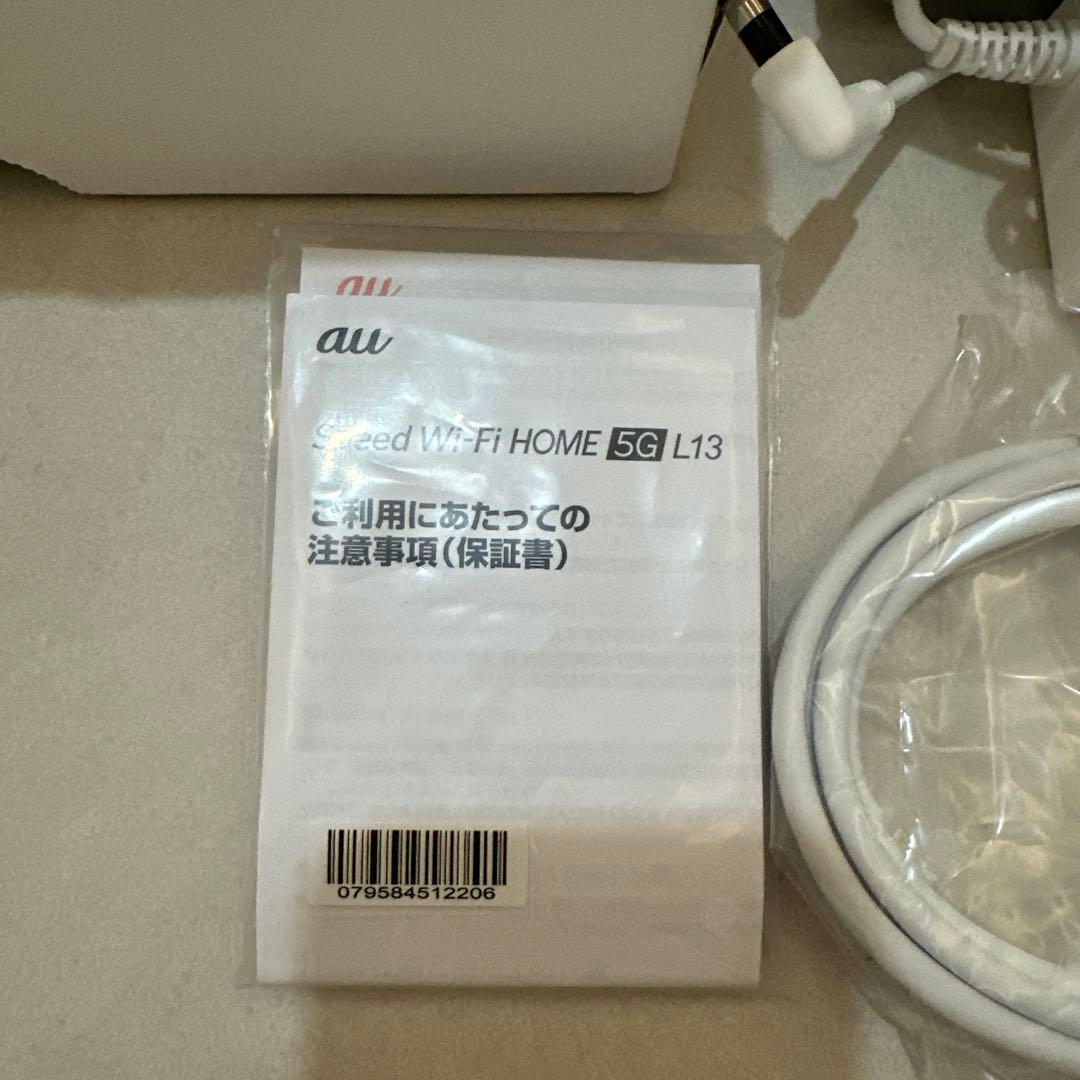 au
au
Speed Wi-Fi HOME 5G L13
ご利用にあたっての
注意事項(保証書)
079584512206